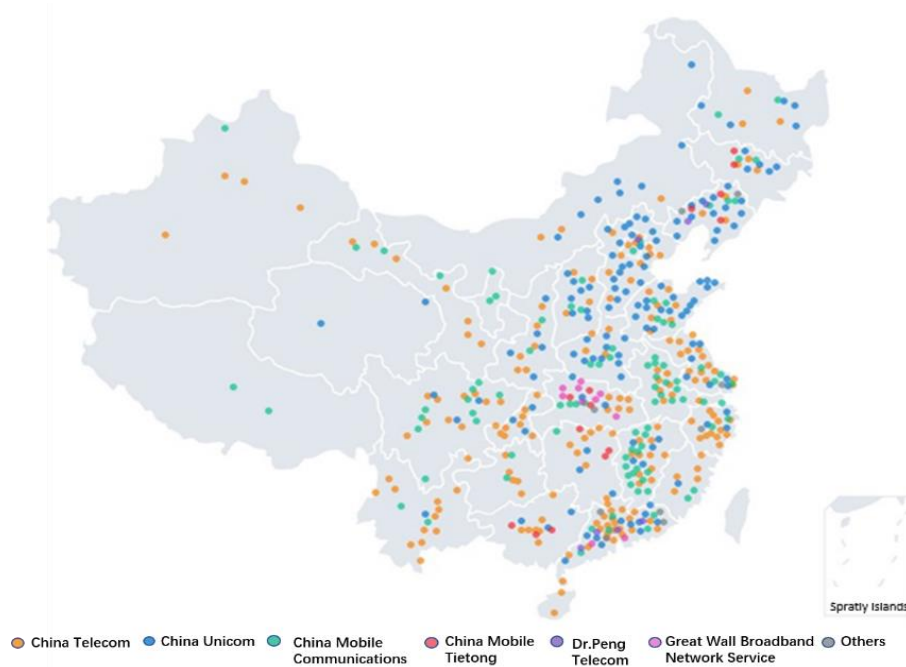 Spratly Islands
China Telecom
China Unicom
China Mobile
Communications
China Mobile
Tietong
Dr.Peng
Telecom
Great Wall Broadband
Network Service
Others